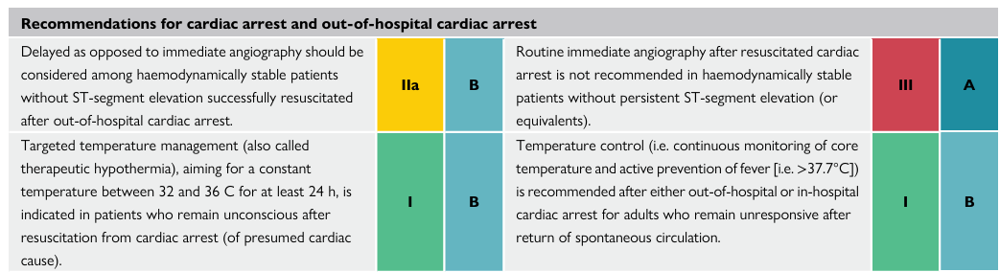 Recommendations for cardiac arrest and out-of-hospital cardiac arrest
Delayed as opposed to immediate angiography should be
considered among haemodynamically stable patients
without ST-segment elevation successfully resuscitated
after out-of-hospital cardiac arrest.
IIa
B
Routine immediate angiography after resuscitated cardiac
arrest is not recommended in haemodynamically stable
patients without persistent ST-segment elevation (or
equivalents).
III
A
Targeted temperature management (also called
therapeutic hypothermia), aiming for a constant
temperature between 32 and 36 C for at least 24 h, is
indicated in patients who remain unconscious after
resuscitation from cardiac arrest (of presumed cardiac
cause).
I
B
Temperature control (i.e. continuous monitoring of core
temperature and active prevention of fever [i.e. >37.7°C])
is recommended after either out-of-hospital or in-hospital
cardiac arrest for adults who remain unresponsive after
return of spontaneous circulation.
I
B